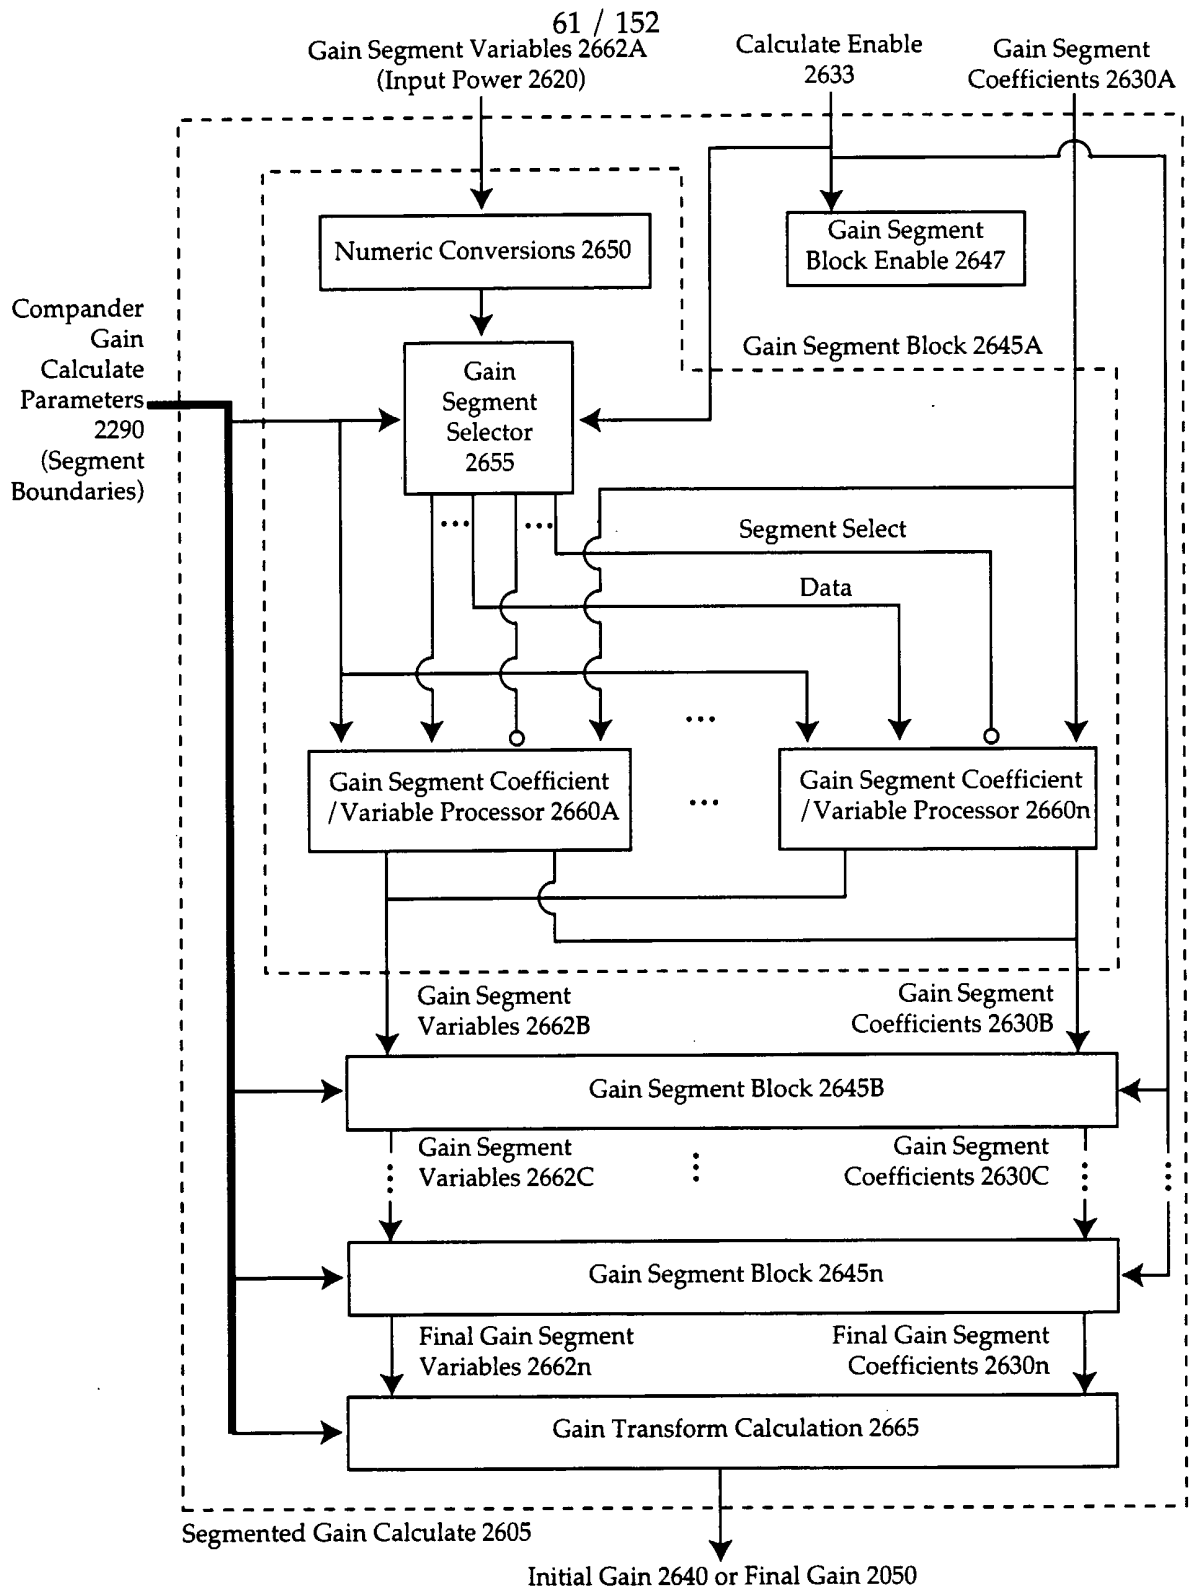 61 / 152
Gain Segment Variables 2662A
(Input Power 2620)
Calculate Enable
2633
Gain Segment
Coefficients 2630A
Numeric Conversions 2650
Gain Segment
Block Enable 2647
Compander
Gain
Calculate
Parameters
2290
(Segment
Boundaries)
Gain Segment Block 2645A
Gain
Segment
Selector
2655
...
...
Segment Select
Data
...
Gain Segment Coefficient
/Variable Processor 2660A
...
Gain Segment Coefficient
/Variable Processor 2660n
Gain Segment
Variables 2662B
Gain Segment
Coefficients 2630B
Gain Segment Block 2645B
Gain Segment
Variables 2662C
Gain Segment
Coefficients 2630C
Gain Segment Block 2645n
Final Gain Segment
Variables 2662n
Final Gain Segment
Coefficients 2630n
Gain Transform Calculation 2665
Segmented Gain Calculate 2605
Initial Gain 2640 or Final Gain 2050